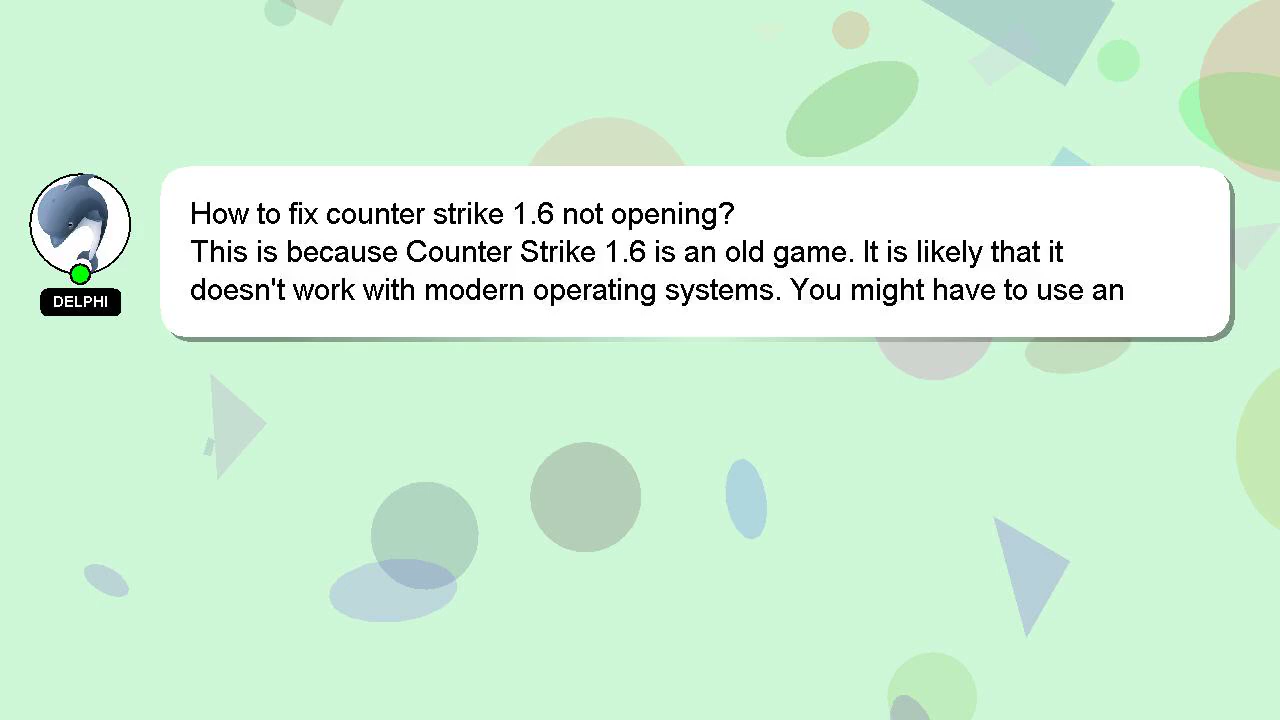 How to fix counter strike 1.6 not opening?
This is because Counter Strike 1.6 is an old game. It is likely that it
doesn't work with modern operating systems. You might have to use an
DELPHI